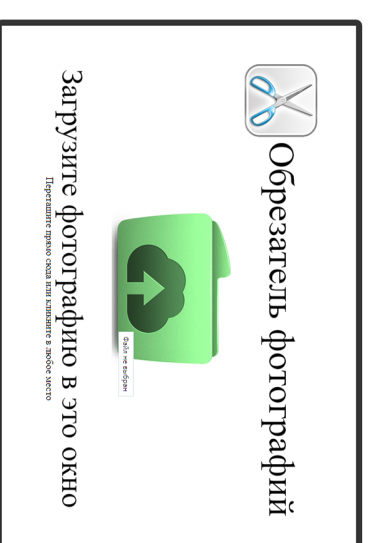 Обрезатель фотографий
Файл не выбран
Загрузите фотографию в это окно
Перетащите прямо сюда или кликните в любое место